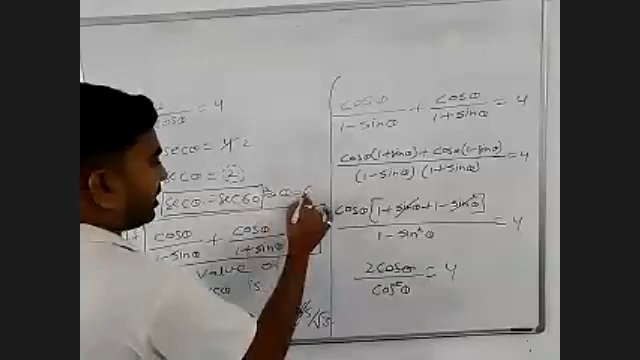 2/cosθ = 4
secθ = 4/2
secθ = 2
secθ = sec60 ⇒ θ =
cosθ/1-sinθ + cosθ/1+sinθ
value of
is
cosθ/1-sinθ + cosθ/1+sinθ = 4
cosθ(1+sinθ)+cosθ(1-sinθ)/(1-sinθ)(1+sinθ) = 4
cosθ[1+sinθ+1-sinθ]/1-sin²θ = 4
2cosθ/cos²θ = 4